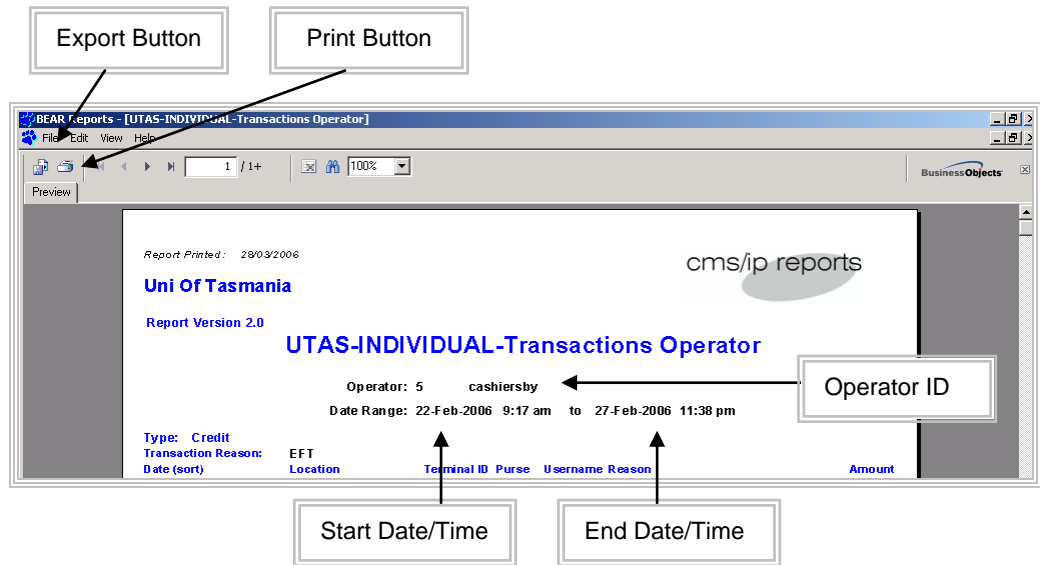 Export Button
Print Button
BEAR Reports - [UTAS-INDIVIDUAL-Transactions Operator]
File Edit View Help
1 / 1+ 100%
BusinessObjects
Preview
Report Printed: 28/03/2006
cms/ip reports
Uni Of Tasmania
Report Version 2.0
UTAS-INDIVIDUAL-Transactions Operator
Operator: 5 cashiersby
Operator ID
Date Range: 22-Feb-2006 9:17 am to 27-Feb-2006 11:38 pm
Type: Credit
Transaction Reason: EFT
Date (sort) Location Terminal ID Purse Username Reason Amount
Start Date/Time
End Date/Time